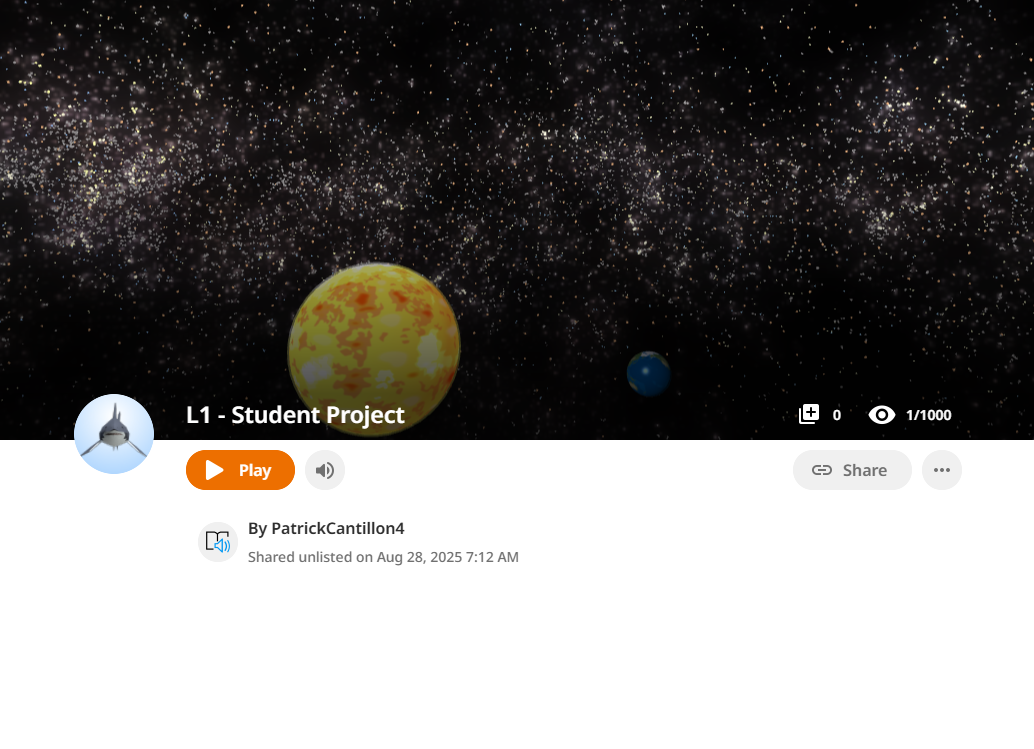 L1 - Student Project
0
1/1000
Play
Share
By PatrickCantillon4
Shared unlisted on Aug 28, 2025 7:12 AM